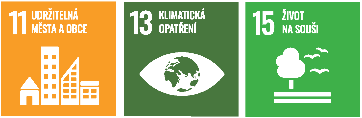 11 UDRŽITELNÁ
MĚSTA A OBCE
13 KLIMATICKÁ
OPATŘENÍ
15 ŽIVOT
NA SOUŠI